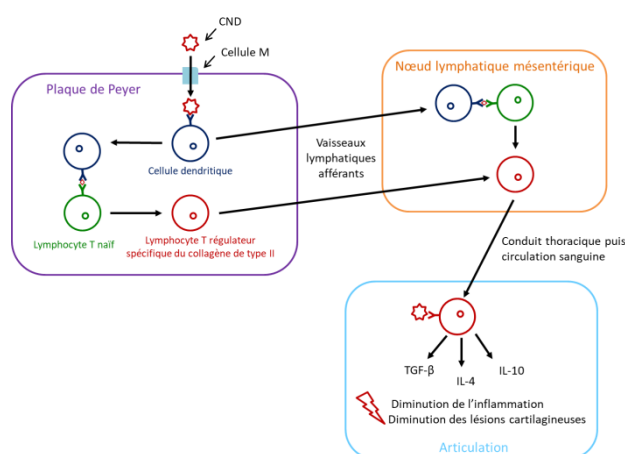 CND
Cellule M
Plaque de Peyer
Nœud lymphatique mésentérique
Vaisseaux
lymphatiques
afférants
Cellule dendritique
Lymphocyte T naïf
Lymphocyte T régulateur
spécifique du collagène de type II
Conduit thoracique puis
circulation sanguine
TGF-β
IL-4
IL-10
Diminution de l'inflammation
Diminution des lésions cartilagineuses
Articulation